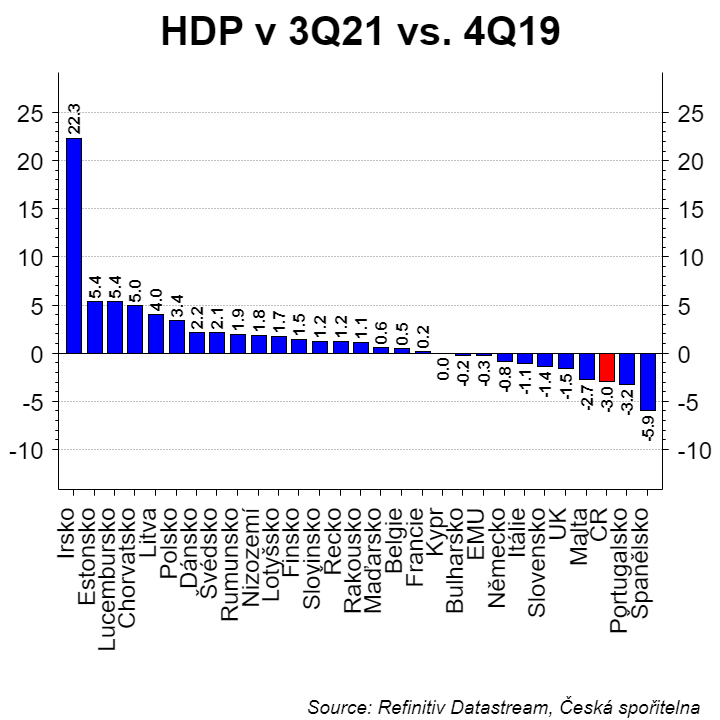 HDP v 3Q21 vs. 4Q19
25
20
15
10
5
0
-5
-10
22.3
5.4
5.4
5.0
4.0
3.4
2.2
2.1
1.9
1.8
1.7
1.5
1.2
1.2
1.1
0.6
0.5
0.2
0.0
-0.2
-0.3
-0.8
-1.1
-1.4
-1.5
-2.7
-3.0
-3.2
-5.9
25
20
15
10
5
0
-5
-10
Irsko
Estonsko
Lucembursko
Chorvatsko
Litva
Polsko
Dánsko
Švédsko
Rumunsko
Nizozemí
Lotyšsko
Finsko
Slovinsko
Řecko
Rakousko
Maďarsko
Belgie
Francie
Kypr
Bulharsko
EMU
Německo
Itálie
Slovensko
UK
Malta
ČR
Portugalsko
Španělsko
Source: Refinitiv Datastream, Česká spořitelna